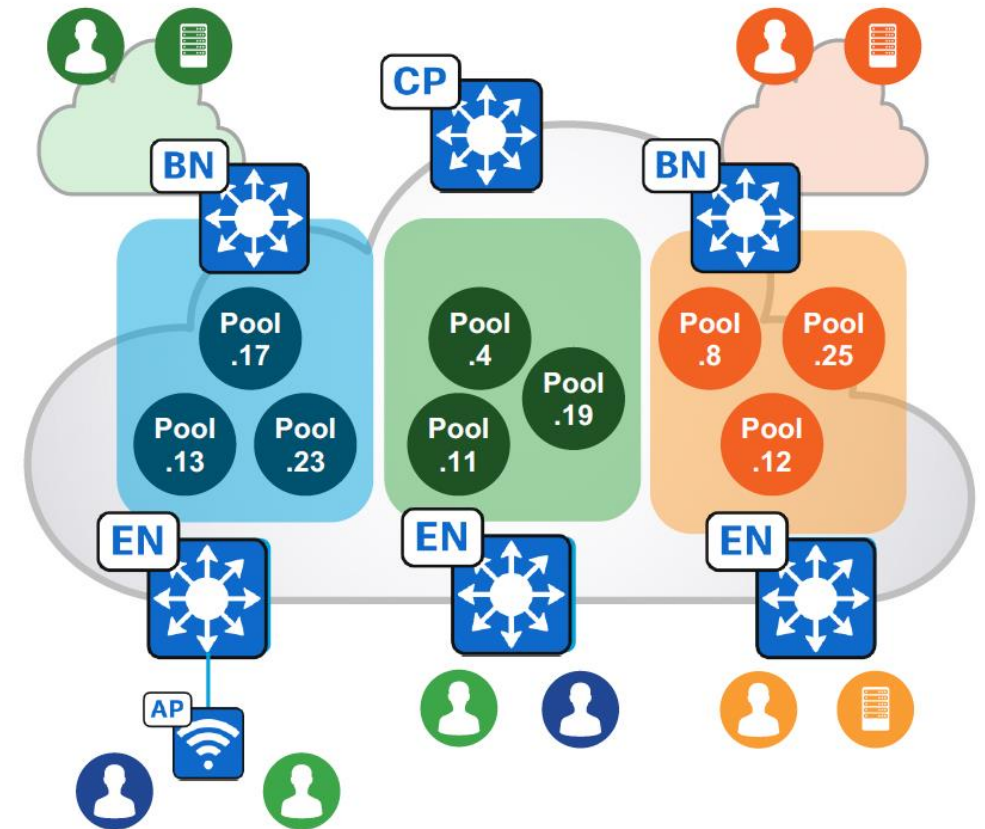 CP
BN
BN
Pool
.17
Pool
.13
Pool
.23
Pool
.4
Pool
.19
Pool
.11
Pool
.8
Pool
.25
Pool
.12
EN
EN
EN
AP